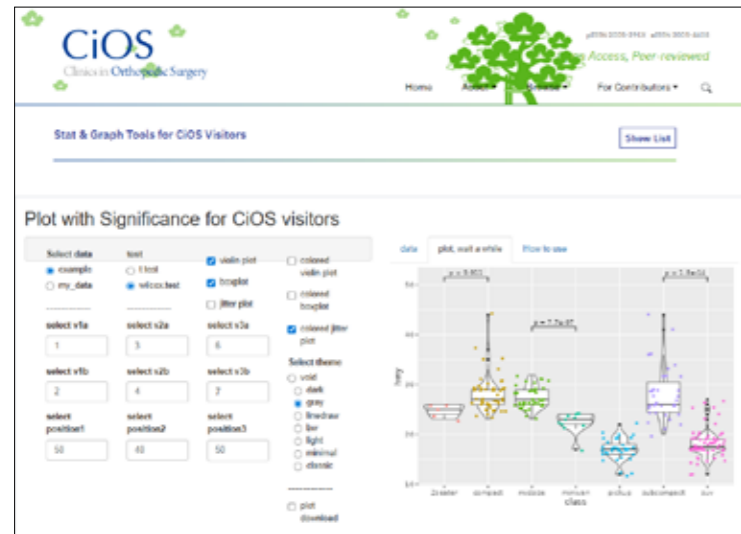 CiOS
Clinics in Orthopedic Surgery
Access, Peer-reviewed
Home About Browse For Contributors
Stat & Graph Tools for CiOS Visitors
Show List
Plot with Significance for CiOS visitors
data plot, wait a while How to use
Select data
example
my_data
test
t.test
wilcox.test
violin plot
boxplot
jitter plot
colored violin plot
colored boxplot
colored jitter plot
select v1a
1
select v2a
3
select v3a
6
select v1b
2
select v2b
4
select v3b
7
select position1
50
select position2
40
select position3
50
Select theme
void
dark
gray
linedraw
bw
light
minimal
classic
plot download
hwy
2seater compact midsize minivan pickup subcompact suv
class